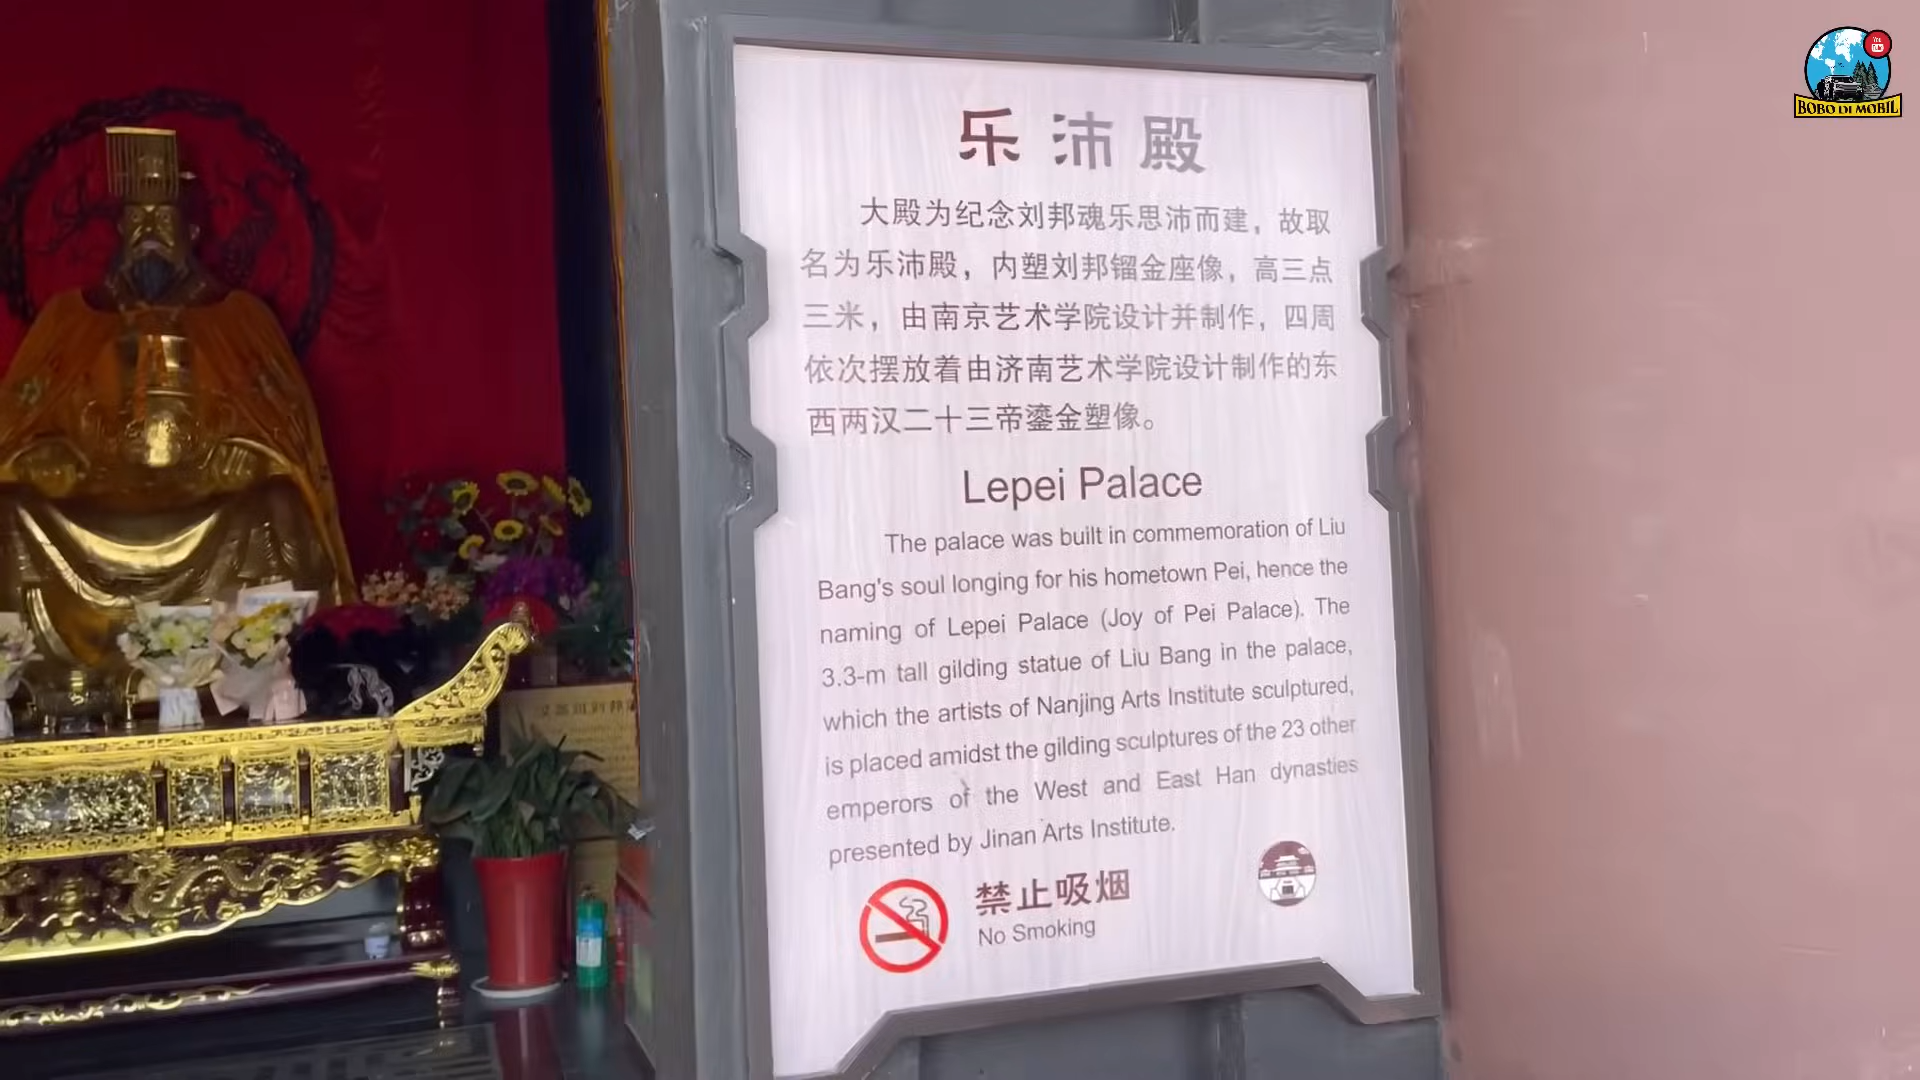 BOBO DI MOBIL
乐沛殿
大殿为纪念刘邦魂乐思沛而建，故取
名为乐沛殿，内塑刘邦镏金座像，高三点
三米，由南京艺术学院设计并制作，四周
依次摆放着由济南艺术学院设计制作的东
西两汉二十三帝鎏金塑像。
Lepei Palace
The palace was built in commemoration of Liu
Bang's soul longing for his hometown Pei, hence the
naming of Lepei Palace (Joy of Pei Palace). The
3.3-m tall gilding statue of Liu Bang in the palace,
which the artists of Nanjing Arts Institute sculptured,
is placed amidst the gilding sculptures of the 23 other
emperors of the West and East Han dynasties
presented by Jinan Arts Institute.
禁止吸烟
No Smoking